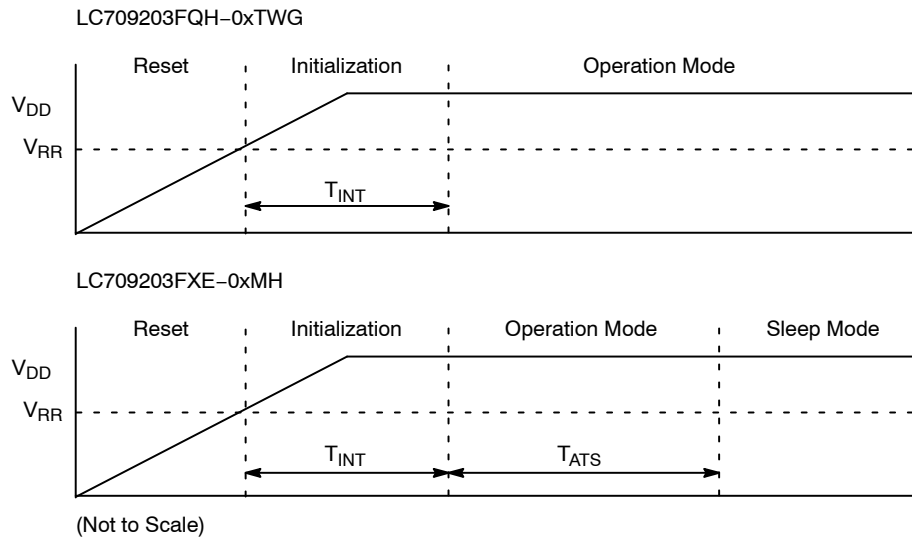 LC709203FQH−0xTWG
Reset Initialization Operation Mode
VDD
VRR
TINT
LC709203FXE−0xMH
Reset Initialization Operation Mode Sleep Mode
VDD
VRR
TINT TATS
(Not to Scale)